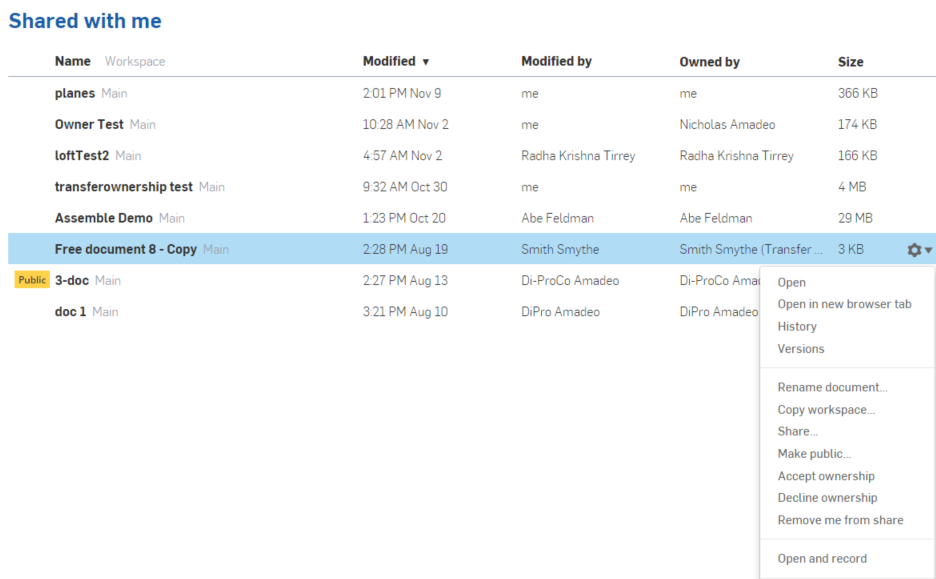 Shared with me
Name Workspace Modified ▼ Modified by Owned by Size
planes Main 2:01 PM Nov 9 me me 366 KB
Owner Test Main 10:28 AM Nov 2 me Nicholas Amadeo 174 KB
loftTest2 Main 4:57 AM Nov 2 Radha Krishna Tirrey Radha Krishna Tirrey 166 KB
transferownership test Main 9:32 AM Oct 30 me me 4 MB
Assemble Demo Main 1:23 PM Oct 20 Abe Feldman Abe Feldman 29 MB
Free document 8 - Copy Main 2:28 PM Aug 19 Smith Smythe Smith Smythe (Transfer ... 3 KB
Public 3-doc Main 2:27 PM Aug 13 Di-ProCo Amadeo Di-ProCo Amad
doc 1 Main 3:21 PM Aug 10 DiPro Amadeo DiPro Amadeo
Open
Open in new browser tab
History
Versions
Rename document...
Copy workspace...
Share...
Make public...
Accept ownership
Decline ownership
Remove me from share
Open and record